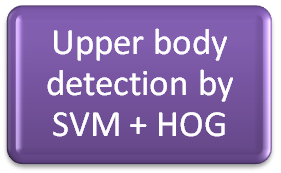 Upper body
detection by
SVM + HOG